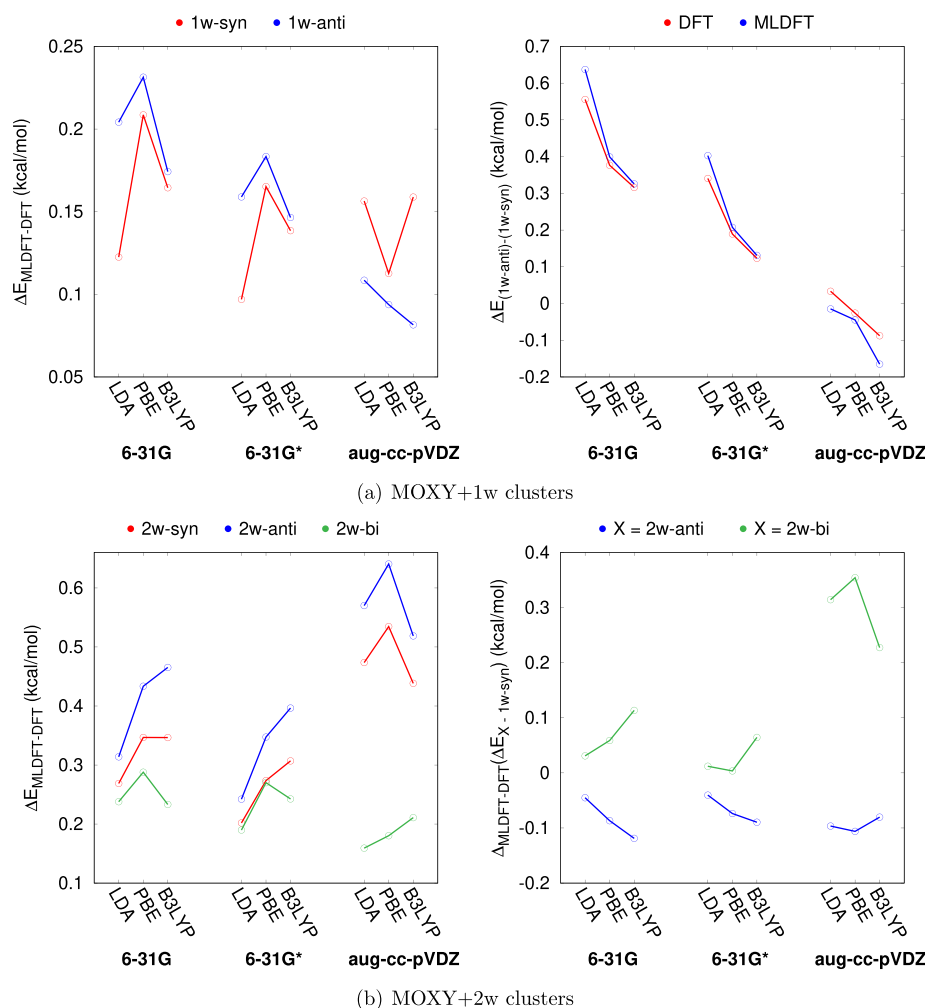 1w-syn 1w-anti
ΔE_MLDFT-DFT (kcal/mol)
0.25
0.2
0.15
0.1
0.05
LDA PBE B3LYP LDA PBE B3LYP LDA PBE B3LYP
6-31G 6-31G* aug-cc-pVDZ
DFT MLDFT
ΔE_(1w-anti)-(1w-syn) (kcal/mol)
0.7
0.6
0.5
0.4
0.3
0.2
0.1
0
-0.1
-0.2
LDA PBE B3LYP LDA PBE B3LYP LDA PBE B3LYP
6-31G 6-31G* aug-cc-pVDZ
(a) MOXY+1w clusters
2w-syn 2w-anti 2w-bi
ΔE_MLDFT-DFT (kcal/mol)
0.6
0.5
0.4
0.3
0.2
0.1
LDA PBE B3LYP LDA PBE B3LYP LDA PBE B3LYP
6-31G 6-31G* aug-cc-pVDZ
X = 2w-anti X = 2w-bi
Δ_MLDFT-DFT(ΔE_X - 1w-syn) (kcal/mol)
0.4
0.3
0.2
0.1
0
-0.1
-0.2
LDA PBE B3LYP LDA PBE B3LYP LDA PBE B3LYP
6-31G 6-31G* aug-cc-pVDZ
(b) MOXY+2w clusters